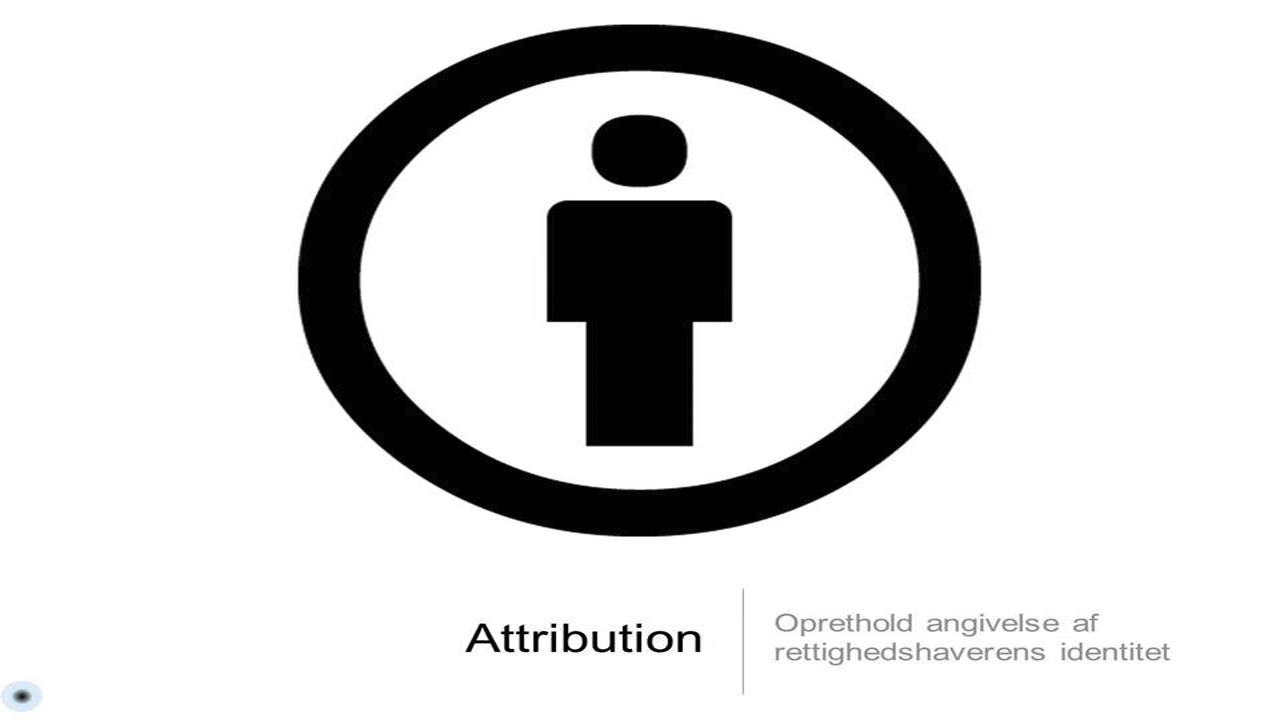 Attribution
Oprethold angivelse af
rettighedshaverens identitet